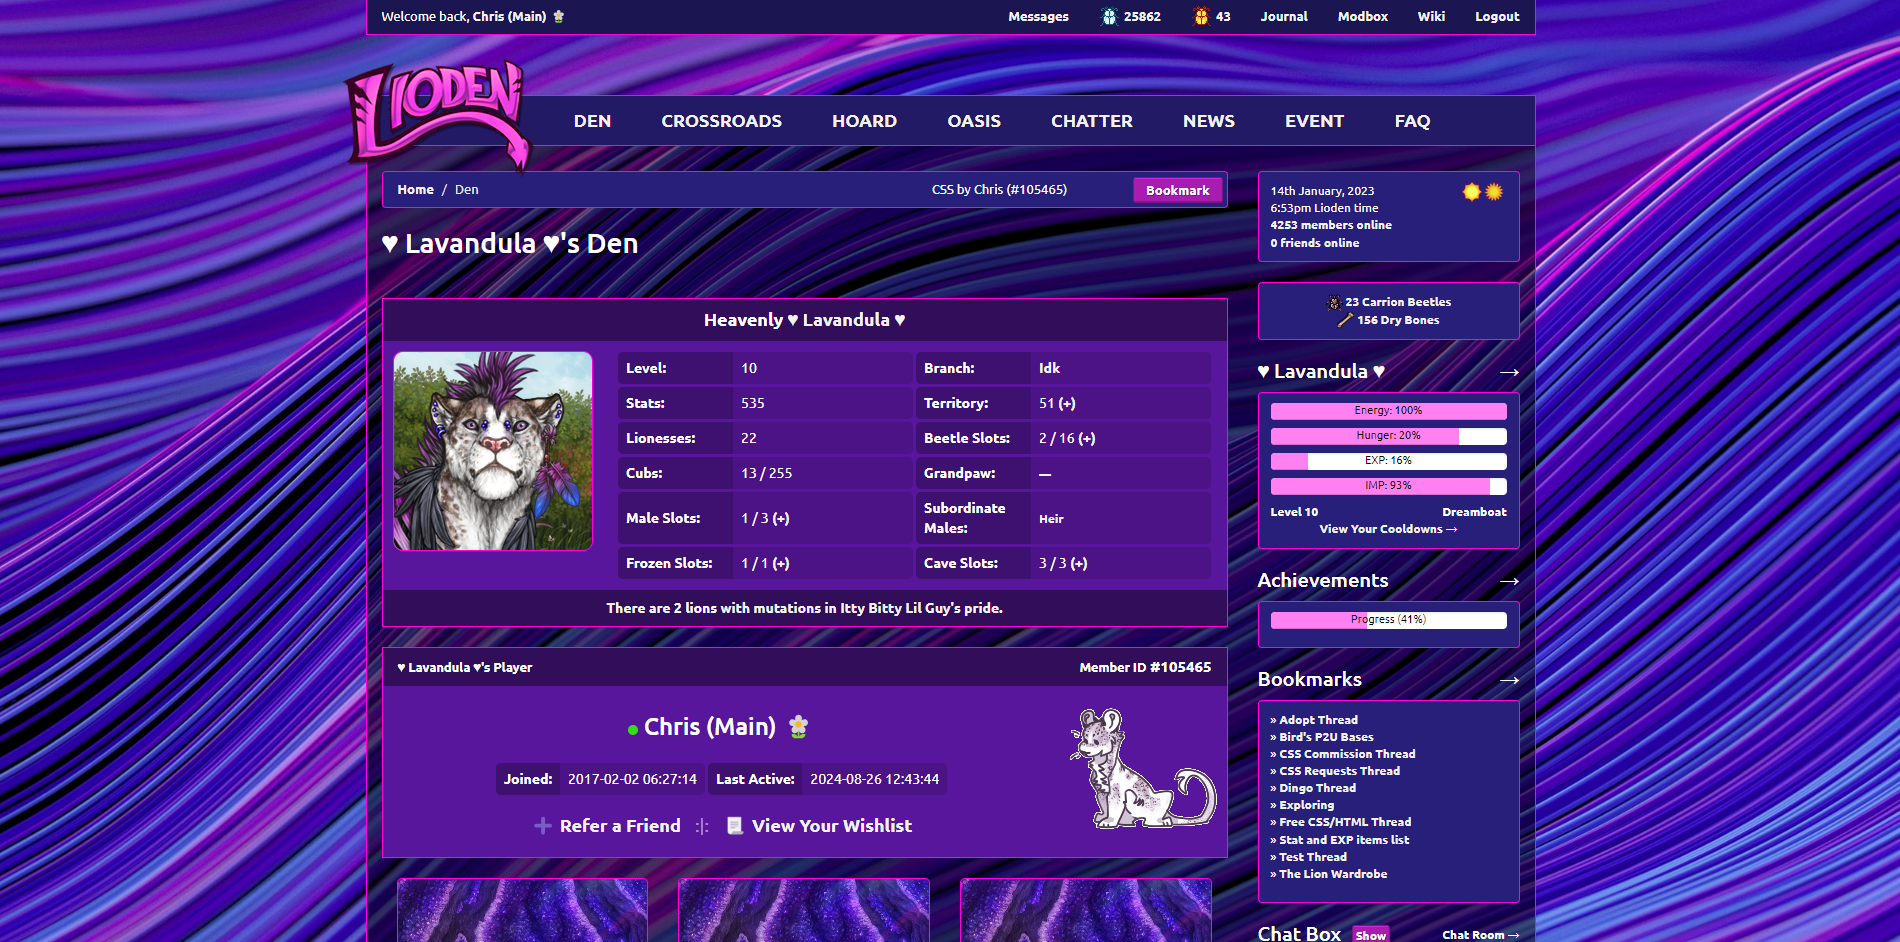 Welcome back, Chris (Main)
Messages 25862 43 Journal Modbox Wiki Logout
LIODEN
DEN CROSSROADS HOARD OASIS CHATTER NEWS EVENT FAQ
Home / Den CSS by Chris (#105465) Bookmark
♥ Lavandula ♥'s Den
Heavenly ♥ Lavandula ♥
Level: 10 Branch: Idk
Stats: 535 Territory: 51 (+)
Lionesses: 22 Beetle Slots: 2 / 16 (+)
Cubs: 13 / 255 Grandpaw: —
Male Slots: 1 / 3 (+) Subordinate Males: Heir
Frozen Slots: 1 / 1 (+) Cave Slots: 3 / 3 (+)
There are 2 lions with mutations in Itty Bitty Lil Guy's pride.
♥ Lavandula ♥'s Player Member ID #105465
Chris (Main)
Joined: 2017-02-02 06:27:14 Last Active: 2024-08-26 12:43:44
Refer a Friend :|: View Your Wishlist
14th January, 2023
6:53pm Lioden time
4253 members online
0 friends online
23 Carrion Beetles
156 Dry Bones
♥ Lavandula ♥ →
Energy: 100%
Hunger: 20%
EXP: 16%
IMP: 93%
Level 10 Dreamboat
View Your Cooldowns →
Achievements →
Progress (41%)
Bookmarks →
» Adopt Thread
» Bird's P2U Bases
» CSS Commission Thread
» CSS Requests Thread
» Dingo Thread
» Exploring
» Free CSS/HTML Thread
» Stat and EXP items list
» Test Thread
» The Lion Wardrobe
Chat Box Show Chat Room →